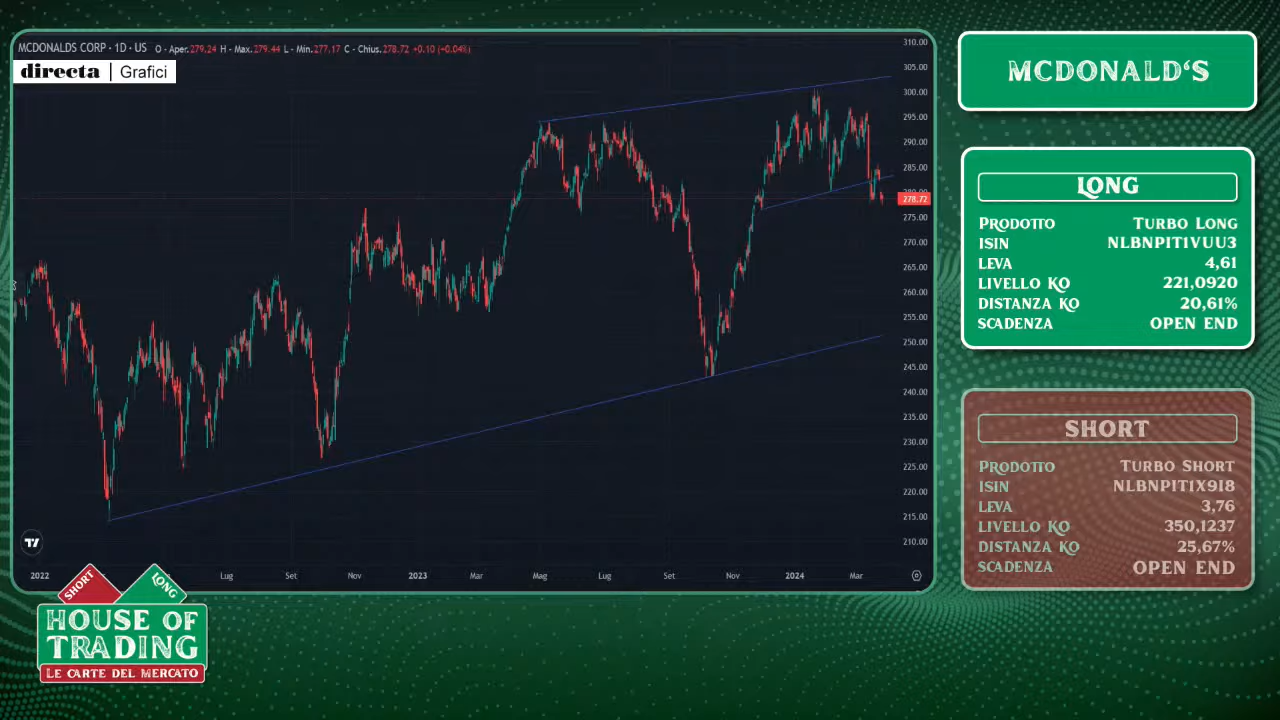 MCDONALDS CORP · 1D · US O - Aper.279.24 H - Max.279.44 L - Min.277.17 C - Chius.278.72 +0.10 (+0.04%)
directa | Grafici
310.00
305.00
300.00
295.00
290.00
285.00
280.00
278.72
275.00
270.00
265.00
260.00
255.00
250.00
245.00
240.00
235.00
230.00
225.00
220.00
215.00
210.00
2022
Lug
Set
Nov
2023
Mar
Mag
Lug
Set
Nov
2024
Mar
MCDONALD'S
LONG
PRODOTTO TURBO LONG
ISIN NLBNPIT1VUU3
LEVA 4,61
LIVELLO KO 221,0920
DISTANZA KO 20,61%
SCADENZA OPEN END
SHORT
PRODOTTO TURBO SHORT
ISIN NLBNPIT1X9I8
LEVA 3,76
LIVELLO KO 350,1237
DISTANZA KO 25,67%
SCADENZA OPEN END
SHORT
LONG
HOUSE OF
TRADING
LE CARTE DEL MERCATO